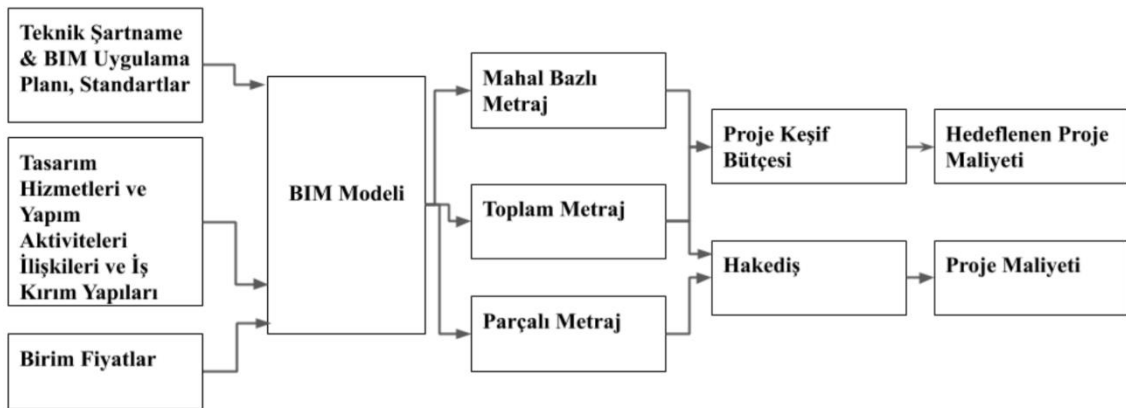 Teknik Şartname
& BIM Uygulama
Planı, Standartlar
Tasarım
Hizmetleri ve
Yapım
Aktiviteleri
İlişkileri ve İş
Kırım Yapıları
Birim Fiyatlar
BIM Modeli
Mahal Bazlı
Metraj
Toplam Metraj
Parçalı Metraj
Proje Keşif
Bütçesi
Hakediş
Hedeflenen Proje
Maliyeti
Proje Maliyeti